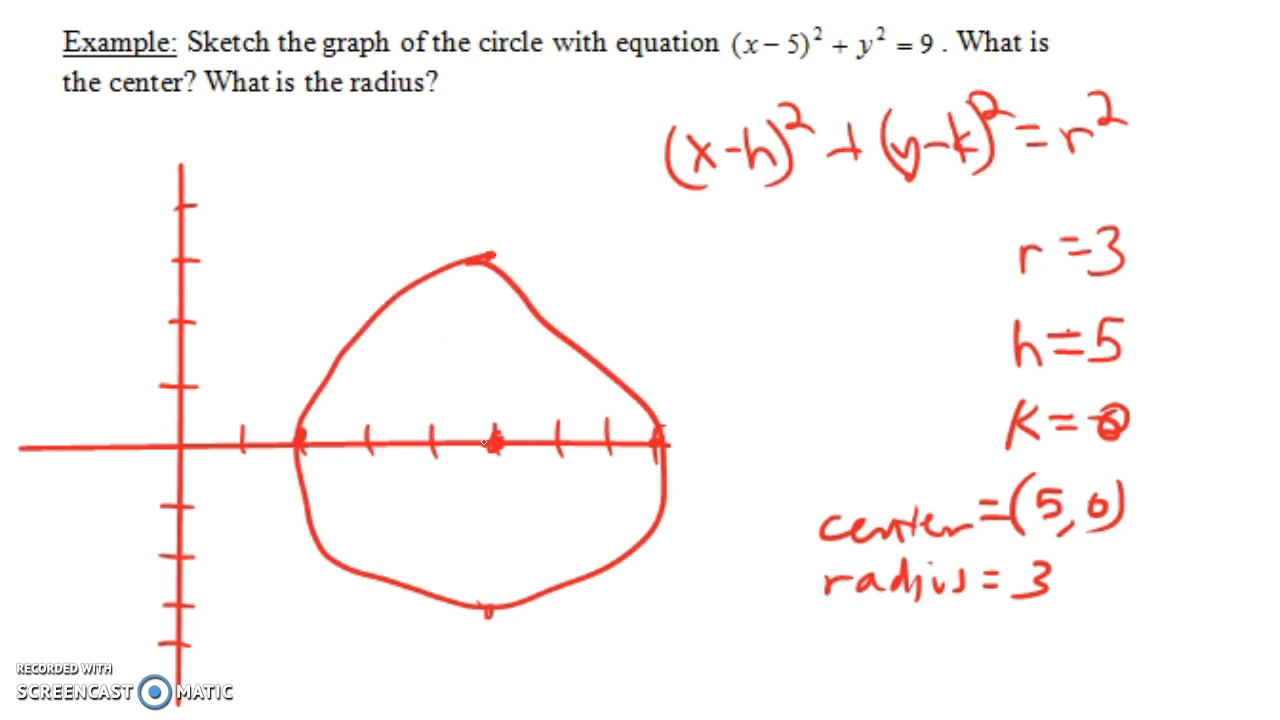 Example: Sketch the graph of the circle with equation (x − 5)² + y² = 9 . What is
the center? What is the radius?
(x-h)² + (y-k)² = r²
r = 3
h = 5
K = 0
center = (5, 0)
radius = 3
RECORDED WITH
SCREENCAST MATIC